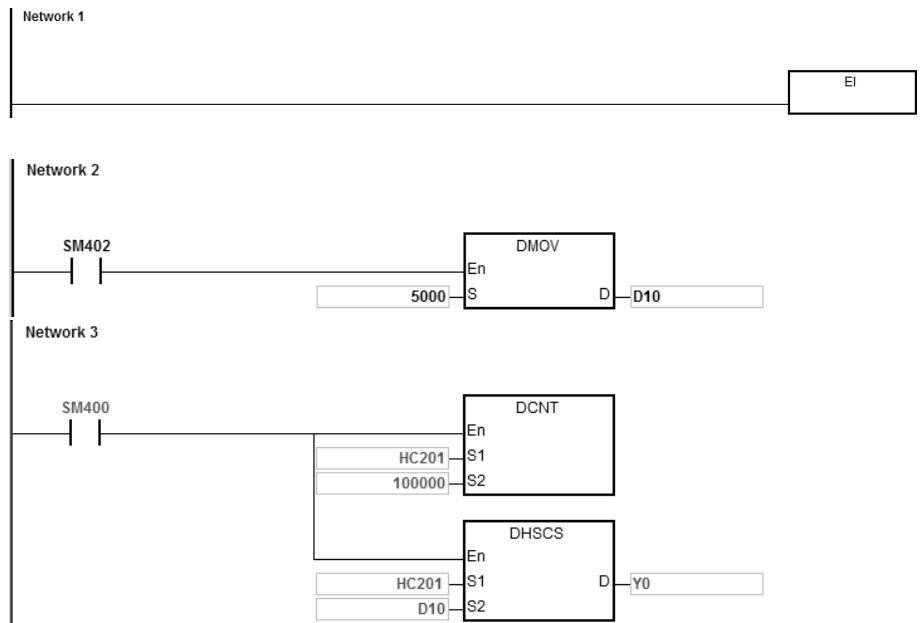 Network 1
EI
Network 2
SM402
DMOV
En
5000 S D D10
Network 3
SM400
DCNT
En
HC201 S1
100000 S2
DHSCS
En
HC201 S1 D Y0
D10 S2